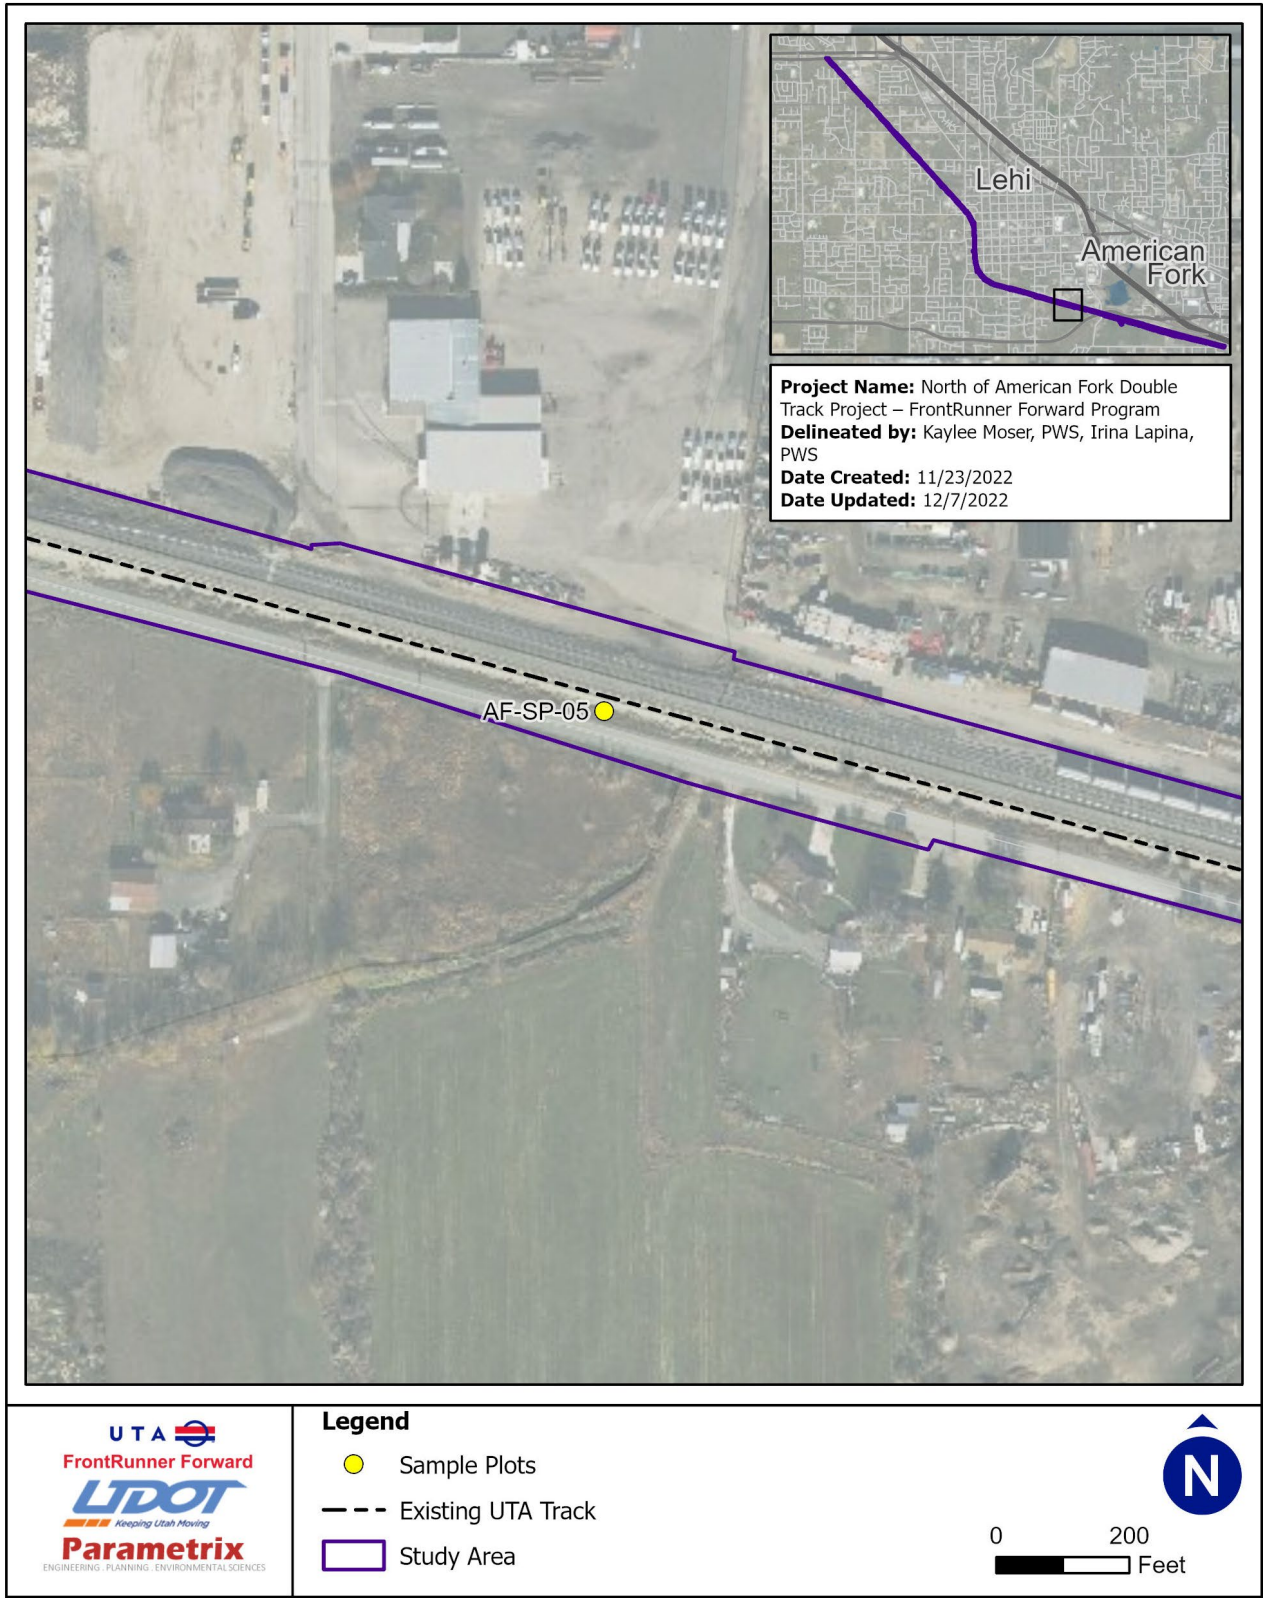 Lehi
American
Fork
Project Name: North of American Fork Double
Track Project – FrontRunner Forward Program
Delineated by: Kaylee Moser, PWS, Irina Lapina,
PWS
Date Created: 11/23/2022
Date Updated: 12/7/2022
AF-SP-05
UTA
FrontRunner Forward
UDOT
Keeping Utah Moving
Parametrix
ENGINEERING . PLANNING . ENVIRONMENTAL SCIENCES
Legend
Sample Plots
Existing UTA Track
Study Area
N
0 200
Feet